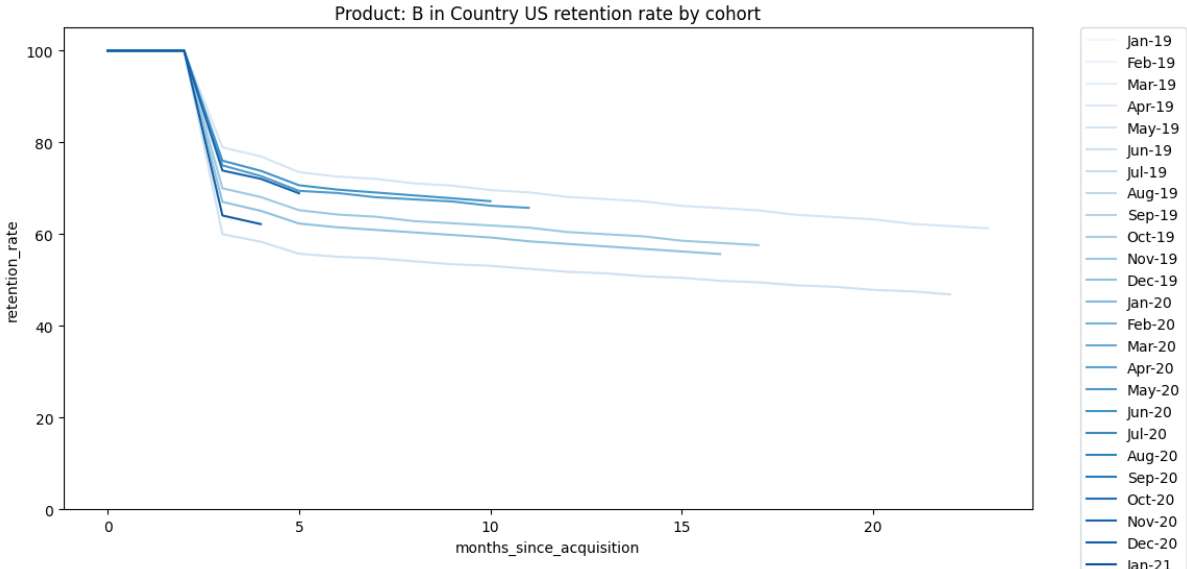 Product: B in Country US retention rate by cohort
100
80
60
40
20
0
retention_rate
0
5
10
15
20
months_since_acquisition
Jan-19
Feb-19
Mar-19
Apr-19
May-19
Jun-19
Jul-19
Aug-19
Sep-19
Oct-19
Nov-19
Dec-19
Jan-20
Feb-20
Mar-20
Apr-20
May-20
Jun-20
Jul-20
Aug-20
Sep-20
Oct-20
Nov-20
Dec-20
Jan-21